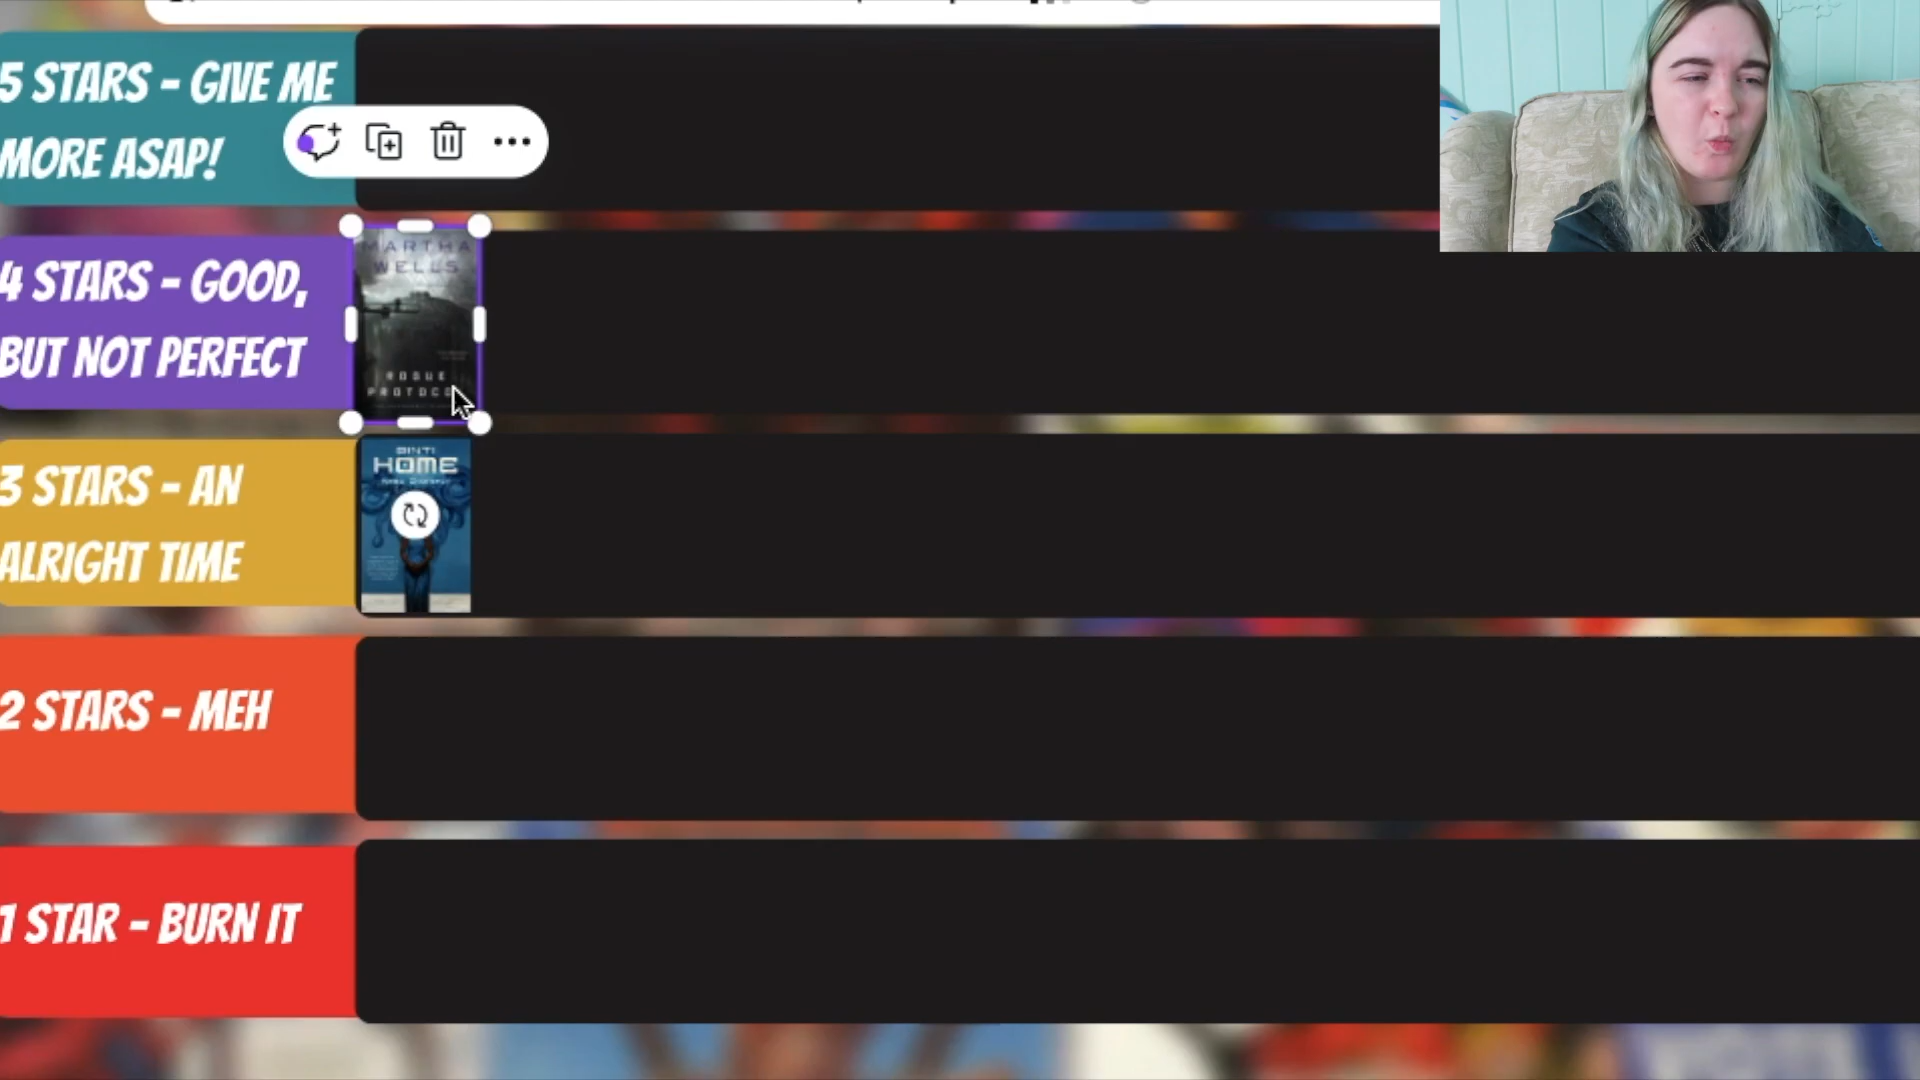 5 STARS - GIVE ME
MORE ASAP!
4 STARS - GOOD,
BUT NOT PERFECT
MARTHA
WELLS
ROGUE
PROTOCO
3 STARS - AN
ALRIGHT TIME
BINTI
HOME
2 STARS - MEH
1 STAR - BURN IT